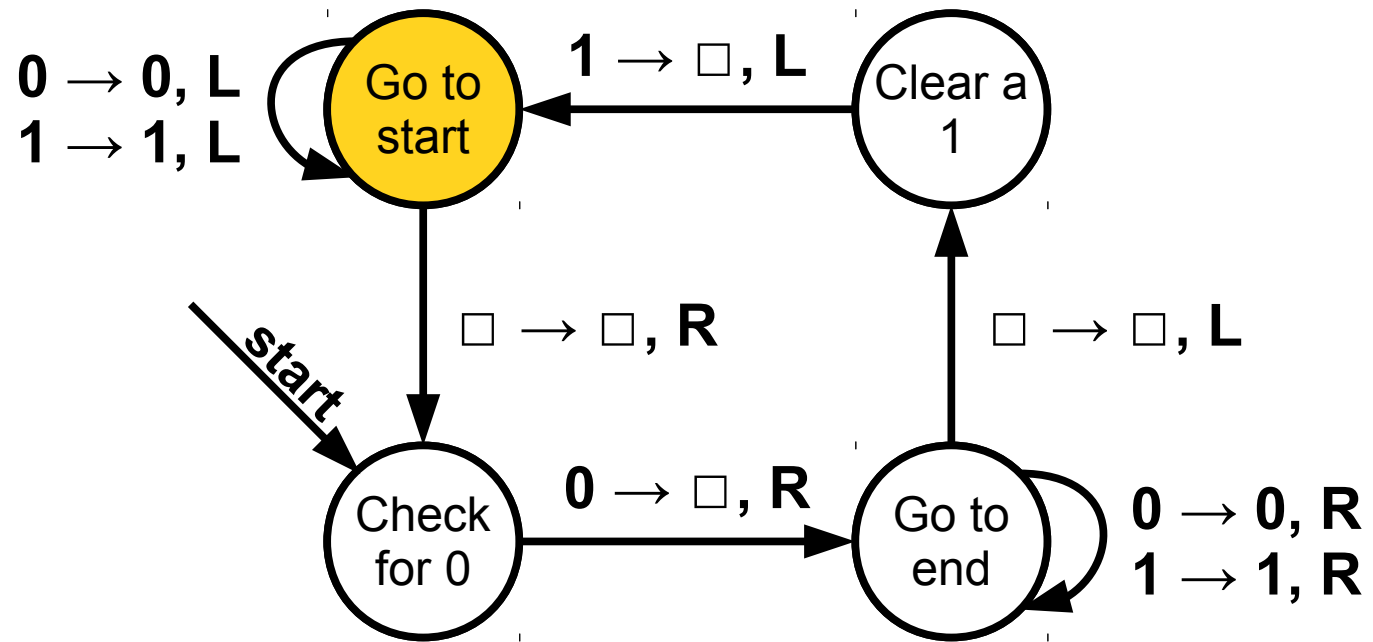 1 → □, L
0 → 0, L
1 → 1, L
Go to
start
Clear a
1
□ → □, R
□ → □, L
start
0 → □, R
Check
for 0
Go to
end
0 → 0, R
1 → 1, R